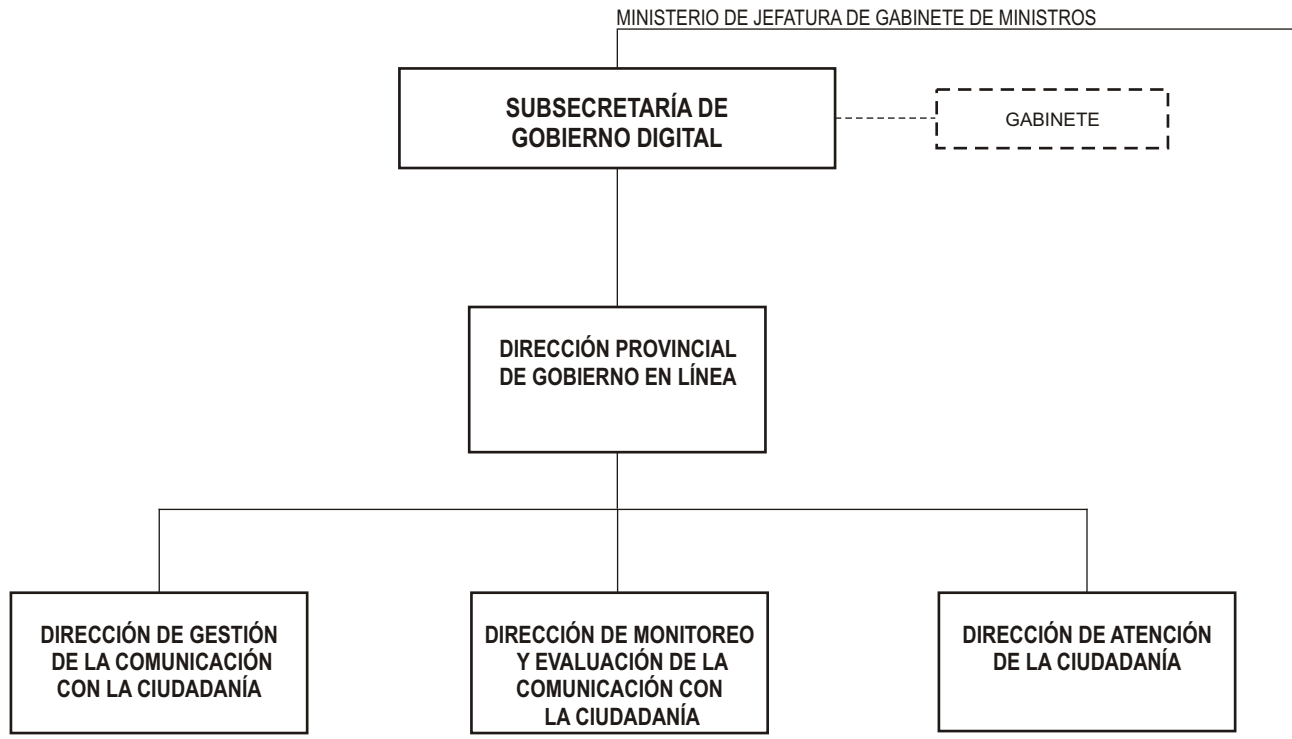 MINISTERIO DE JEFATURA DE GABINETE DE MINISTROS
SUBSECRETARÍA DE
GOBIERNO DIGITAL
GABINETE
DIRECCIÓN PROVINCIAL
DE GOBIERNO EN LÍNEA
DIRECCIÓN DE GESTIÓN
DE LA COMUNICACIÓN
CON LA CIUDADANÍA
DIRECCIÓN DE MONITOREO
Y EVALUACIÓN DE LA
COMUNICACIÓN CON
LA CIUDADANÍA
DIRECCIÓN DE ATENCIÓN
DE LA CIUDADANÍA